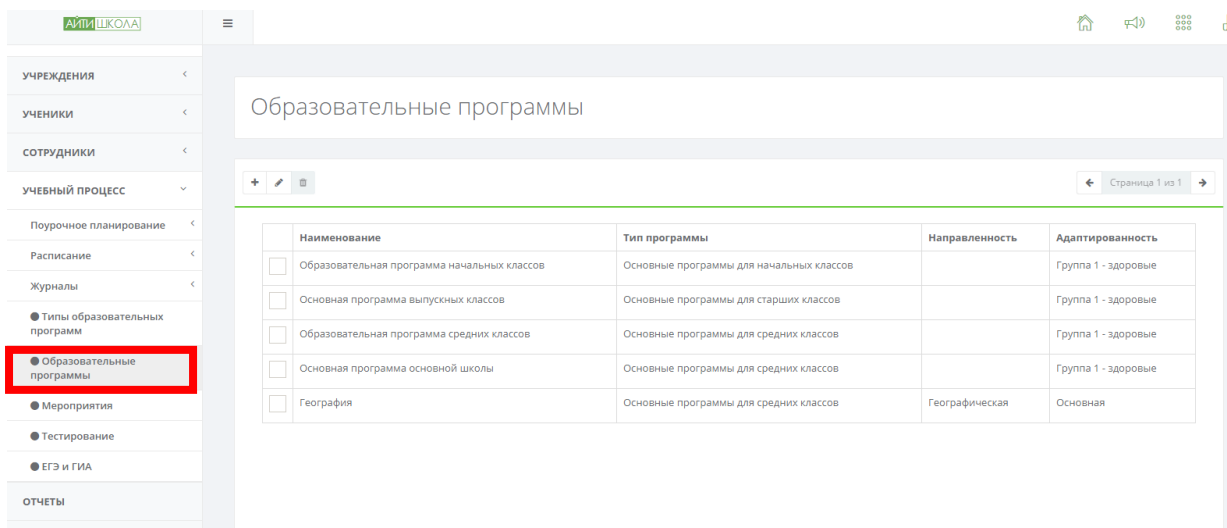 АЙТИ ШКОЛА
УЧРЕЖДЕНИЯ
УЧЕНИКИ
СОТРУДНИКИ
УЧЕБНЫЙ ПРОЦЕСС
Поурочное планирование
Расписание
Журналы
Типы образовательных
программ
Образовательные
программы
Мероприятия
Тестирование
ЕГЭ и ГИА
ОТЧЕТЫ
Образовательные программы
Страница 1 из 1
Наименование Тип программы Направленность Адаптированность
Образовательная программа начальных классов Основные программы для начальных классов Группа 1 - здоровые
Основная программа выпускных классов Основные программы для старших классов Группа 1 - здоровые
Образовательная программа средних классов Основные программы для средних классов Группа 1 - здоровые
Основная программа основной школы Основные программы для средних классов Группа 1 - здоровые
География Основные программы для средних классов Географическая Основная